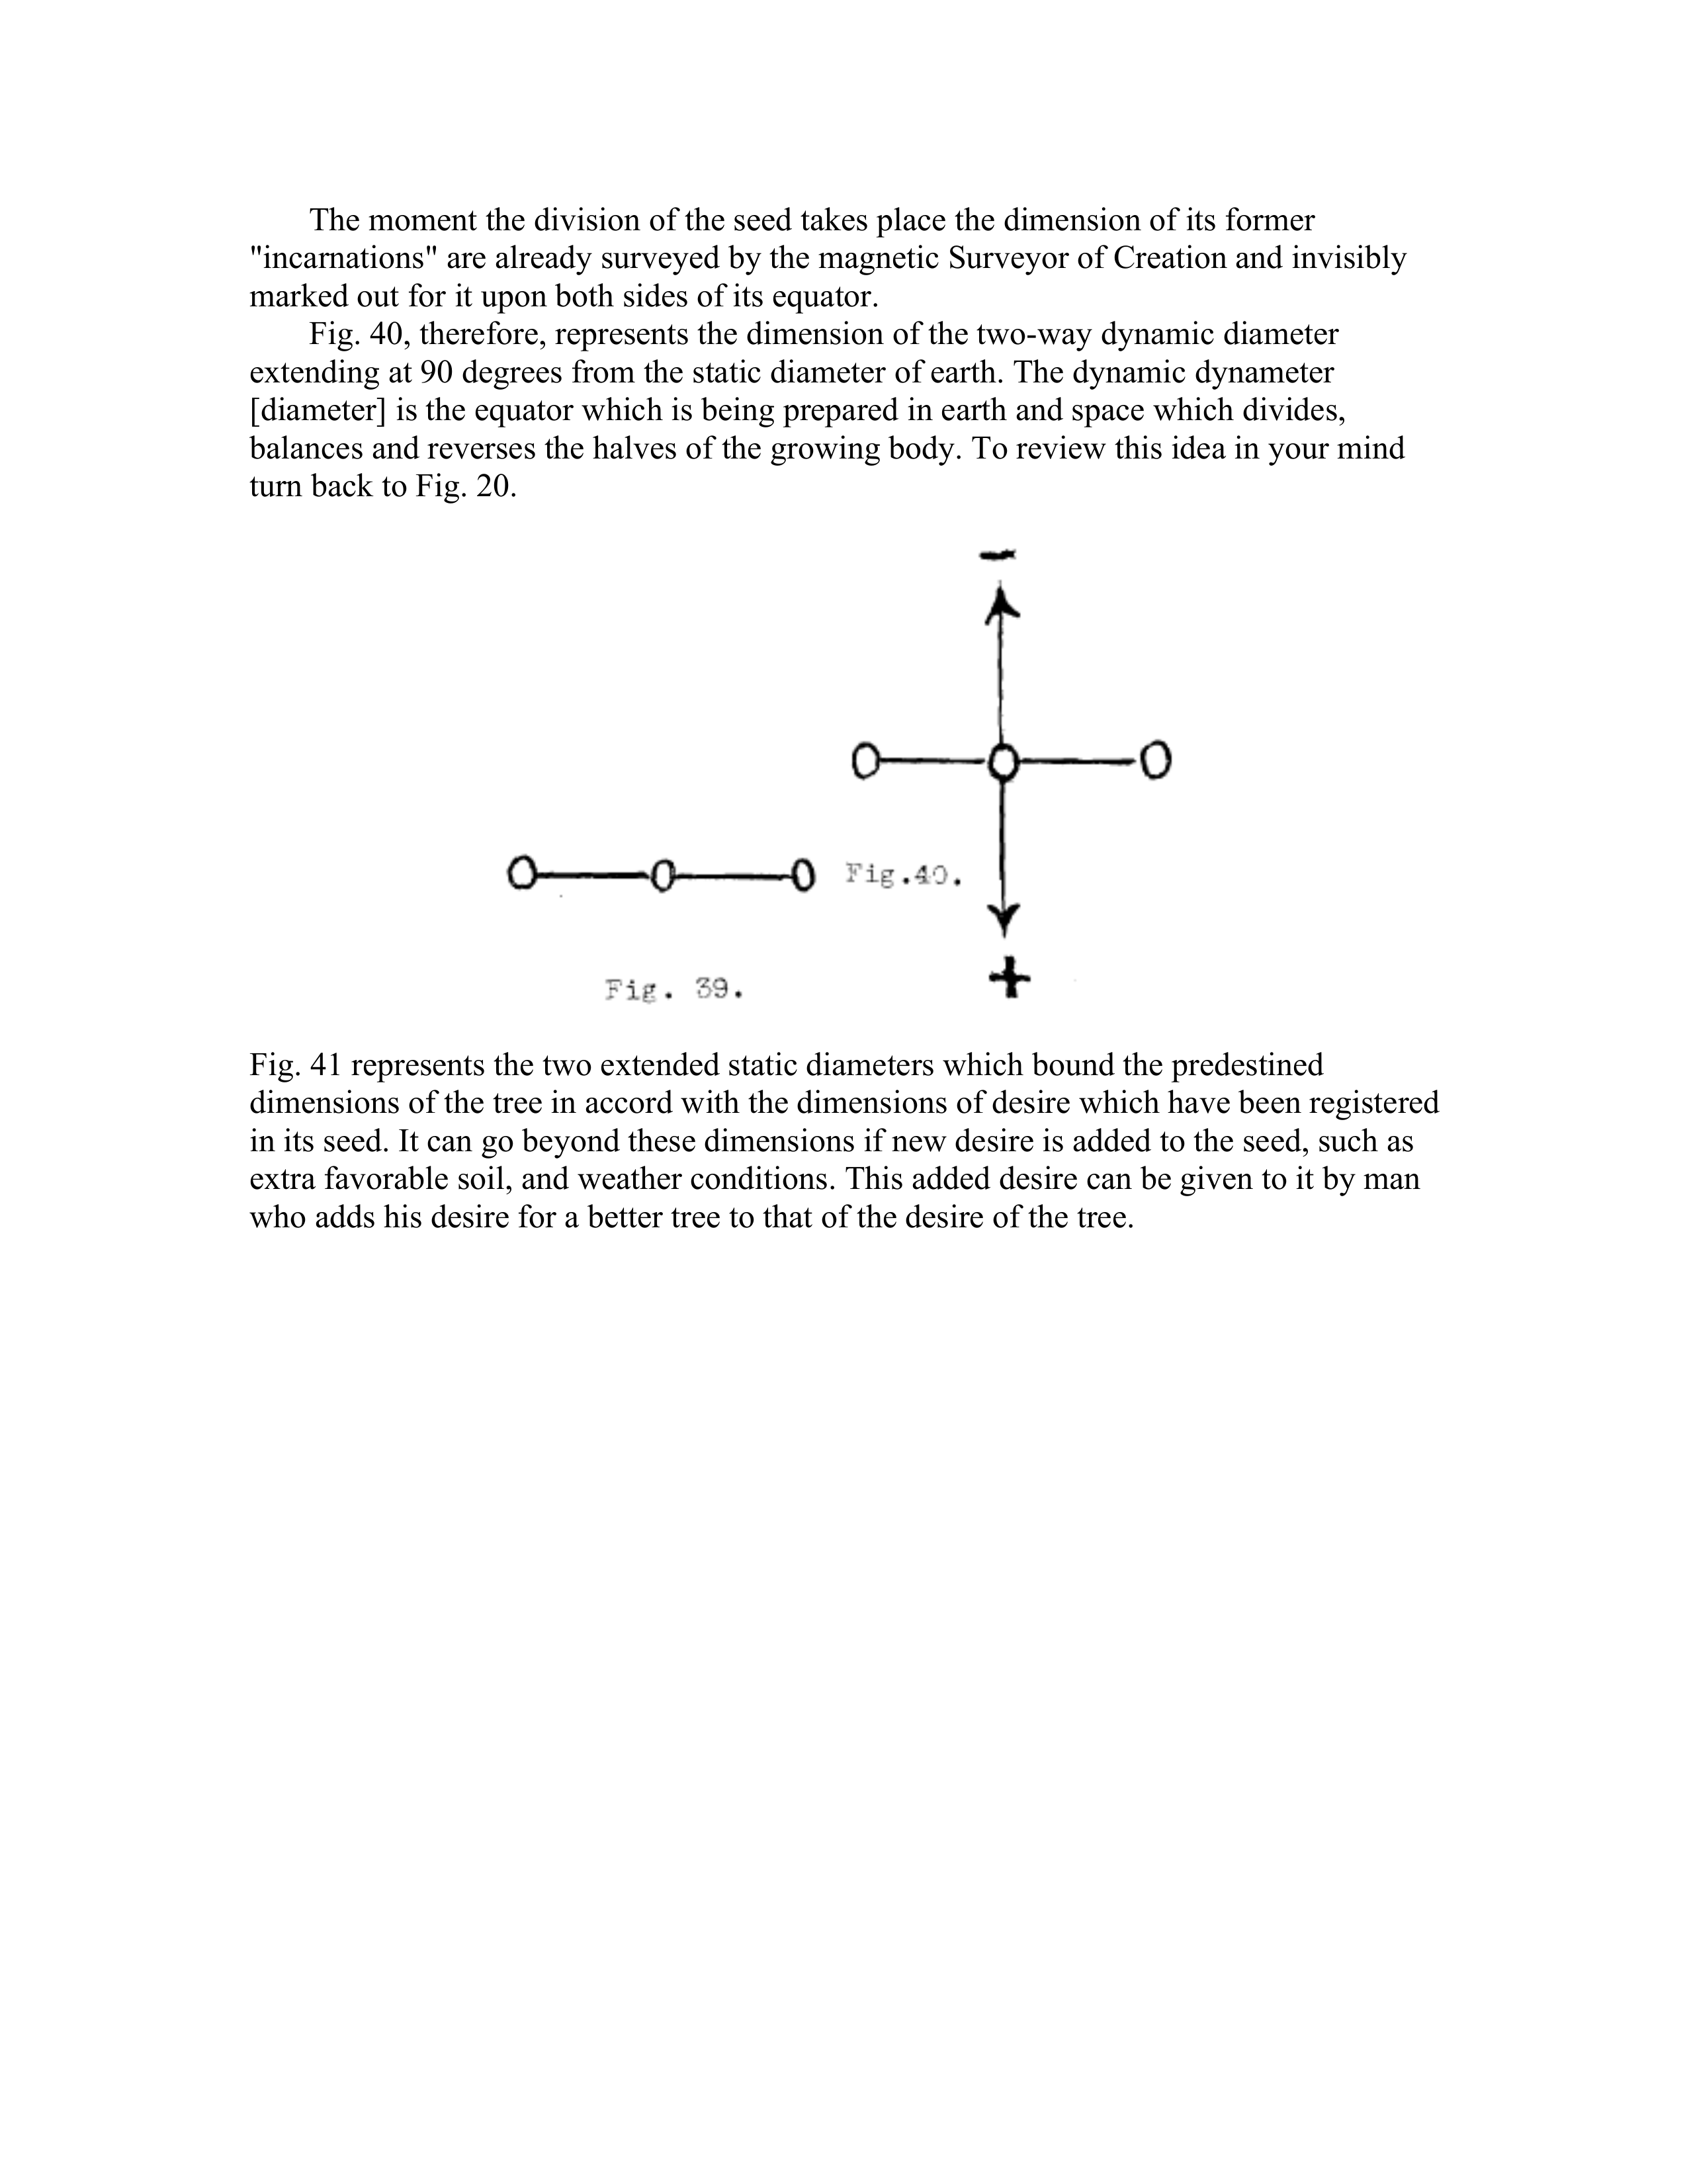 The moment the division of the seed takes place the dimension of its former
"incarnations" are already surveyed by the magnetic Surveyor of Creation and invisibly
marked out for it upon both sides of its equator.
Fig. 40, therefore, represents the dimension of the two-way dynamic diameter
extending at 90 degrees from the static diameter of earth. The dynamic dynameter
[diameter] is the equator which is being prepared in earth and space which divides,
balances and reverses the halves of the growing body. To review this idea in your mind
turn back to Fig. 20.
-
Fig.40.
+
Fig. 39.
Fig. 41 represents the two extended static diameters which bound the predestined
dimensions of the tree in accord with the dimensions of desire which have been registered
in its seed. It can go beyond these dimensions if new desire is added to the seed, such as
extra favorable soil, and weather conditions. This added desire can be given to it by man
who adds his desire for a better tree to that of the desire of the tree.